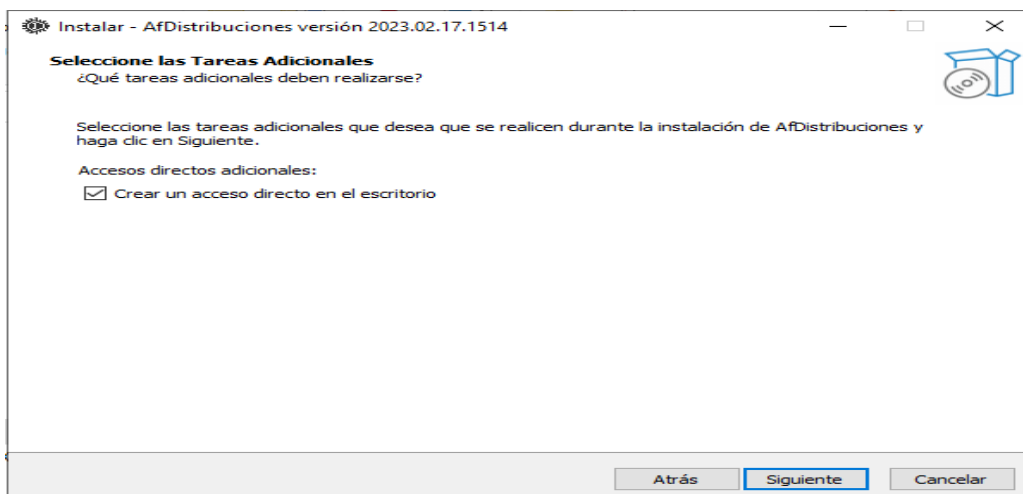 Instalar - AfDistribuciones versión 2023.02.17.1514
Seleccione las Tareas Adicionales
¿Qué tareas adicionales deben realizarse?
Seleccione las tareas adicionales que desea que se realicen durante la instalación de AfDistribuciones y
haga clic en Siguiente.
Accesos directos adicionales:
Crear un acceso directo en el escritorio
Atrás Siguiente Cancelar